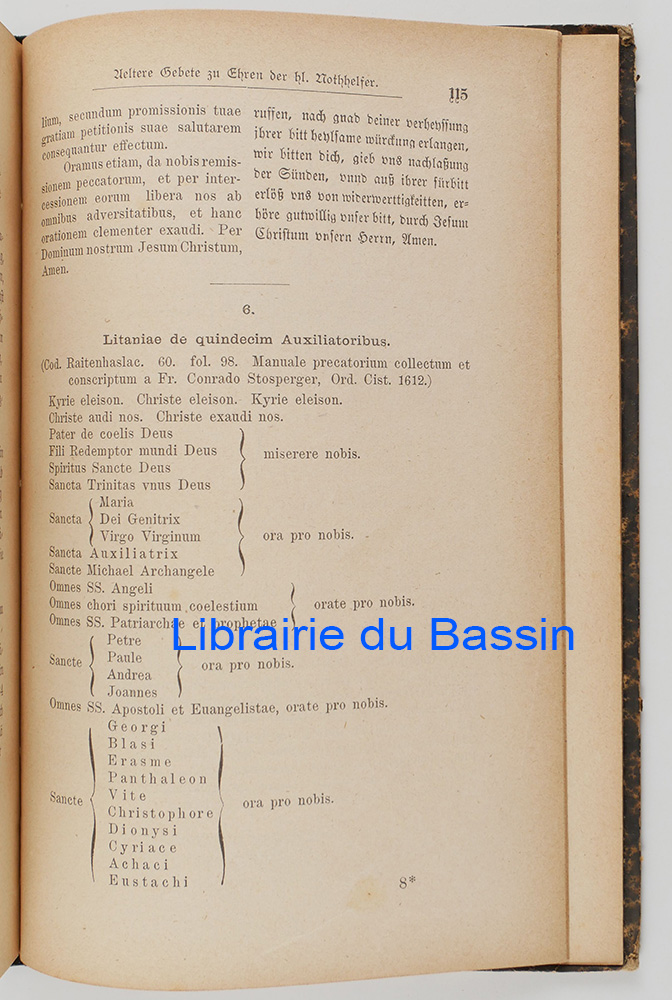 Aeltere Gebete zu Ehren der hl. Nothhelfer.
115
lium, secundum promissionis tuae
gratiam petitionis suae salutarem
consequantur effectum.
Oramus etiam, da nobis remis-
sionem peccatorum, et per inter-
cessionem eorum libera nos ab
omnibus adversitatibus, et hanc
orationem clementer exaudi. Per
Dominum nostrum Jesum Christum,
Amen.
ruffen, nach gnad deiner verheyssung
jhrer bitt heylsame würckung erlangen,
wir bitten dich, gieb vns nachlaßung
der Sünden, vnnd auß ihrer fürbitt
erlöß vns von widerwerttigkeitten, er-
höre gutwillig vnser bitt, durch Jesum
Christum vnsern Herrn, Amen.
6.
Litaniae de quindecim Auxiliatoribus.
(Cod. Raitenhaslac. 60. fol. 98. Manuale precatorium collectum et
conscriptum a Fr. Conrado Stosperger, Ord. Cist. 1612.)
Kyrie eleison. Christe eleison. Kyrie eleison.
Christe audi nos. Christe exaudi nos.
Pater de coelis Deus
Fili Redemptor mundi Deus
Spiritus Sancte Deus
Sancta Trinitas vnus Deus
miserere nobis.
Sancta
Maria
Dei Genitrix
Virgo Virginum
Sancta Auxiliatrix
Sancte Michael Archangele
ora pro nobis.
Omnes SS. Angeli
Omnes chori spirituum coelestium
Omnes SS. Patriarchae et prophetae
orate pro nobis.
Librairie du Bassin
Sancte
Petre
Paule
Andrea
Joannes
ora pro nobis.
Omnes SS. Apostoli et Euangelistae, orate pro nobis.
Sancte
Georgi
Blasi
Erasme
Panthaleon
Vite
Christophore
Dionysi
Cyriace
Achaci
Eustachi
ora pro nobis.
8*